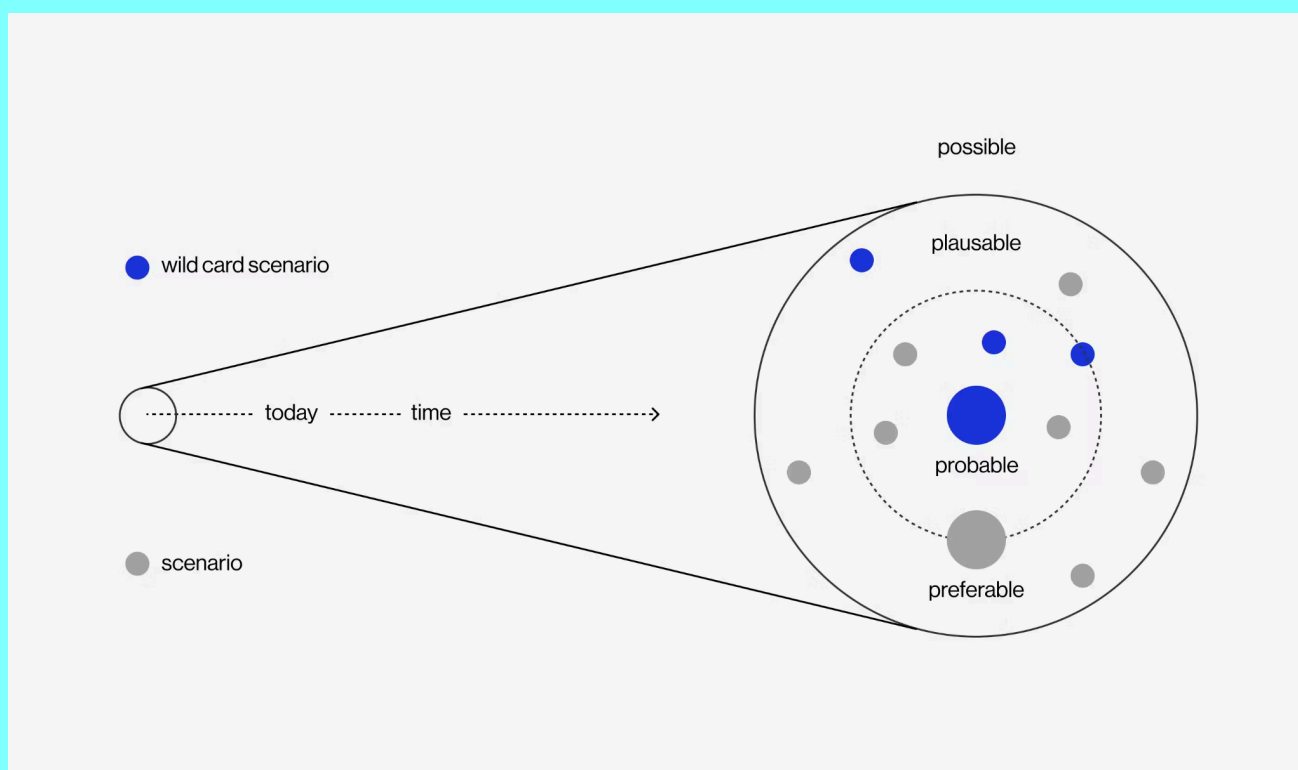 possible
plausable
wild card scenario
today
time
probable
scenario
preferable